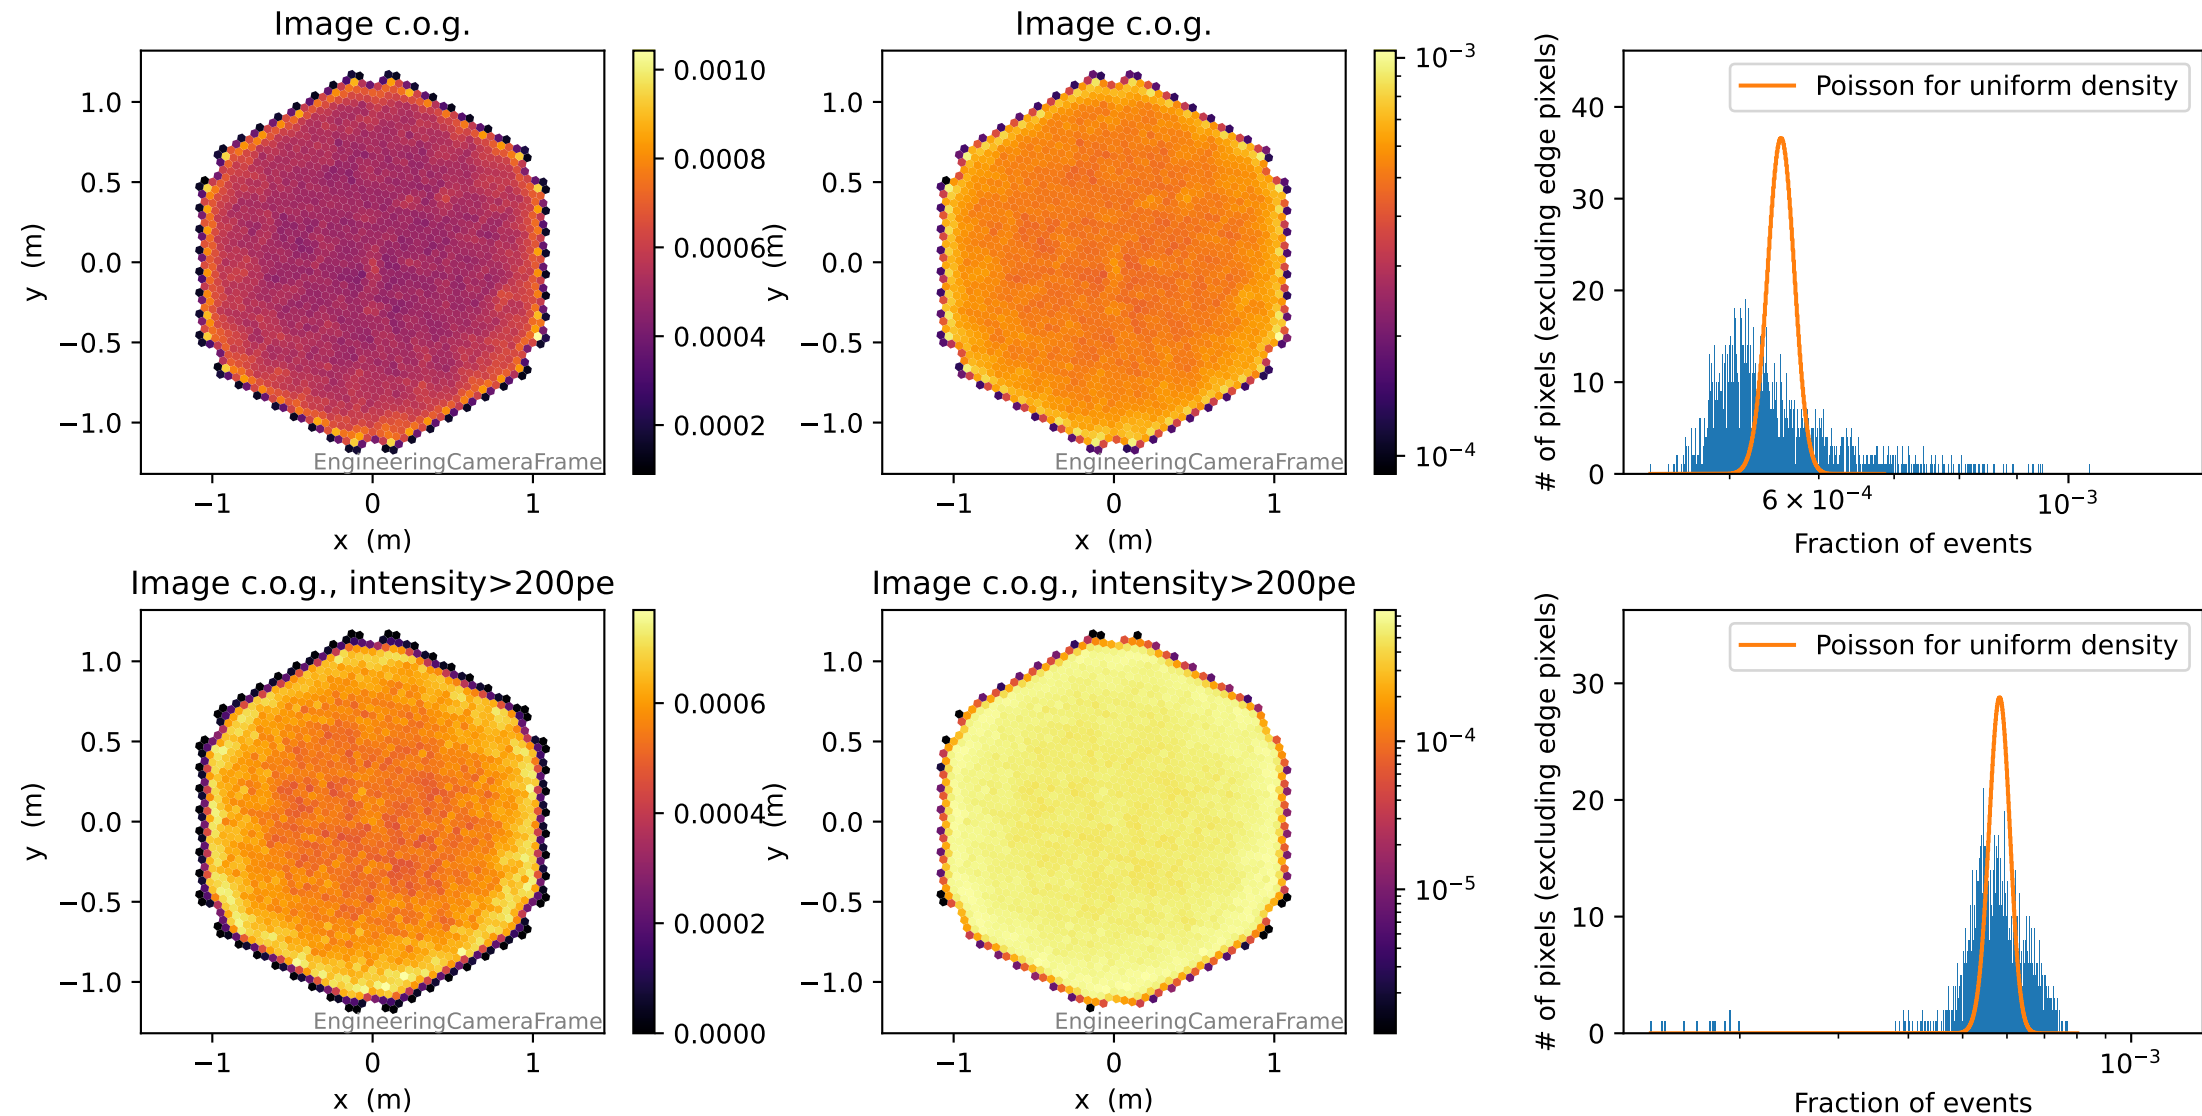 Image c.o.g.
1.0
0.5
0.0
−0.5
−1.0
y (m)
−1
0
1
x (m)
EngineeringCameraFrame
0.0010
0.0008
0.0006
0.0004
0.0002
Image c.o.g.
1.0
0.5
0.0
−0.5
−1.0
y (m)
−1
0
1
x (m)
EngineeringCameraFrame
10⁻³
10⁻⁴
Poisson for uniform density
# of pixels (excluding edge pixels)
40
30
20
10
0
6 × 10⁻⁴
10⁻³
Fraction of events
Image c.o.g., intensity>200pe
1.0
0.5
0.0
−0.5
−1.0
y (m)
−1
0
1
x (m)
EngineeringCameraFrame
0.0006
0.0004
0.0002
0.0000
Image c.o.g., intensity>200pe
1.0
0.5
0.0
−0.5
−1.0
y (m)
−1
0
1
x (m)
EngineeringCameraFrame
10⁻⁴
10⁻⁵
Poisson for uniform density
# of pixels (excluding edge pixels)
30
20
10
0
10⁻³
Fraction of events